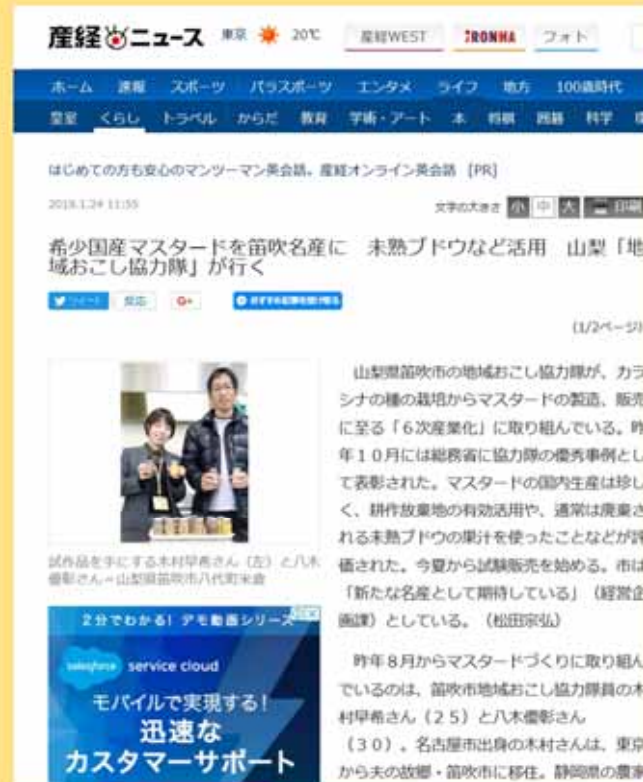 産経ニュース
東京
20℃
産経WEST
iRONNA
フォト
ホーム 速報 スポーツ パラスポーツ エンタメ ライフ 地方 100歳時代
皇室 くらし トラベル からだ 教育 学術・アート 本 将棋 囲碁 科学
はじめての方も安心のマンツーマン英会話。産経オンライン英会話 [PR]
2019.1.24 11:55
文字の大きさ 小 中 大 印刷
希少国産マスタードを笛吹名産に 未熟ブドウなど活用 山梨「地
域おこし協力隊」が行く
ツイート 反応 G+
(1/2ページ)
山梨県笛吹市の地域おこし協力隊が、カラ
シナの種の栽培からマスタードの製造、販売
に至る「6次産業化」に取り組んでいる。昨
年10月には総務省に協力隊の優秀事例とし
て表彰された。マスタードの国内生産は珍し
く、耕作放棄地の有効活用や、通常は廃棄さ
れる未熟ブドウの果汁を使ったことなどが評
価された。今夏から試験販売を始める。市は
「新たな名産として期待している」(経営企
画課)としている。(松田宗弘)
昨年8月からマスタードづくりに取り組ん
でいるのは、笛吹市地域おこし協力隊員の木
村早希さん(25)と八木優彰さん
(30)。名古屋市出身の木村さんは、東京
から夫の故郷・笛吹市に移住。静岡県の農
試作品を手にする木村早希さん(左)と八木
優彰さん=山梨県笛吹市八代町米倉
2分でわかる! デモ動画シリーズ
salesforce service cloud
モバイルで実現する!
迅速な
カスタマーサポート